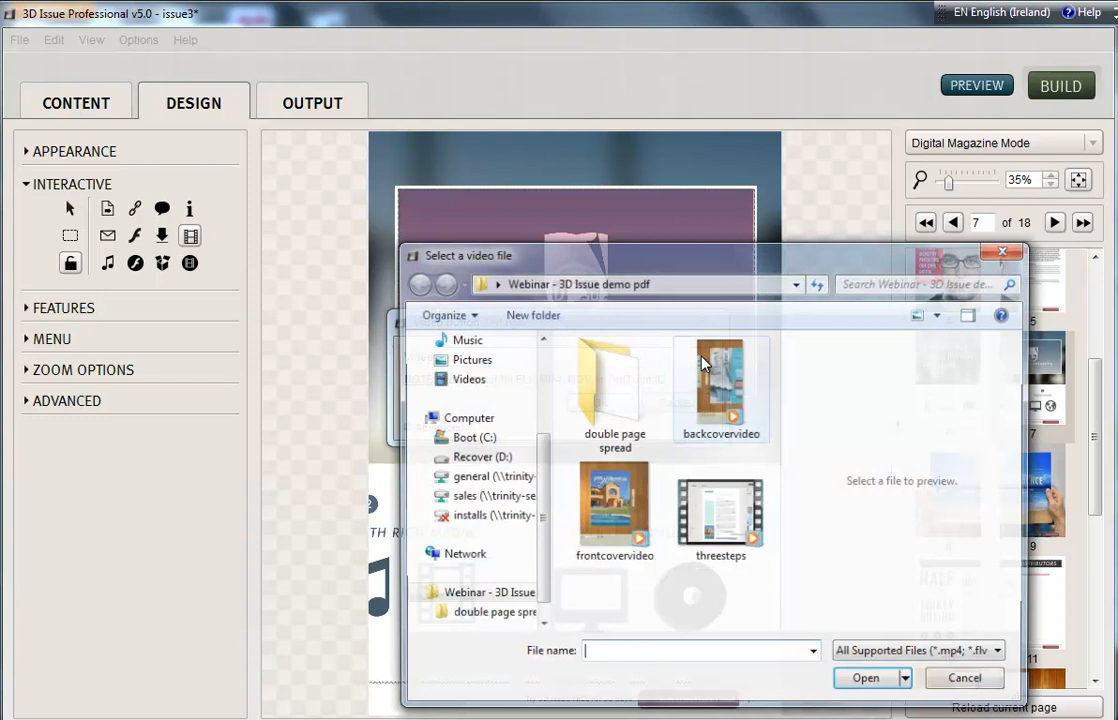 3D Issue Professional v5.0 - issue3*
EN English (Ireland)
Help
File Edit View Options Help
CONTENT
DESIGN
OUTPUT
PREVIEW
BUILD
APPEARANCE
INTERACTIVE
FEATURES
MENU
ZOOM OPTIONS
ADVANCED
Digital Magazine Mode
35%
7 of 18
5
7
9
11
Reload current page
Select a video file
Webinar - 3D Issue demo pdf
Search Webinar - 3D Issue de...
Organize
New folder
Music
Pictures
Videos
Computer
Boot (C:)
Recover (D:)
general (\\trinity-
sales (\\trinity-se
installs (\\trinity-
Network
Webinar - 3D Issue
double page spre
double page
spread
backcovervideo
frontcovervideo
threesteps
Select a file to preview.
File name:
All Supported Files (*.mp4; *.flv
Open
Cancel